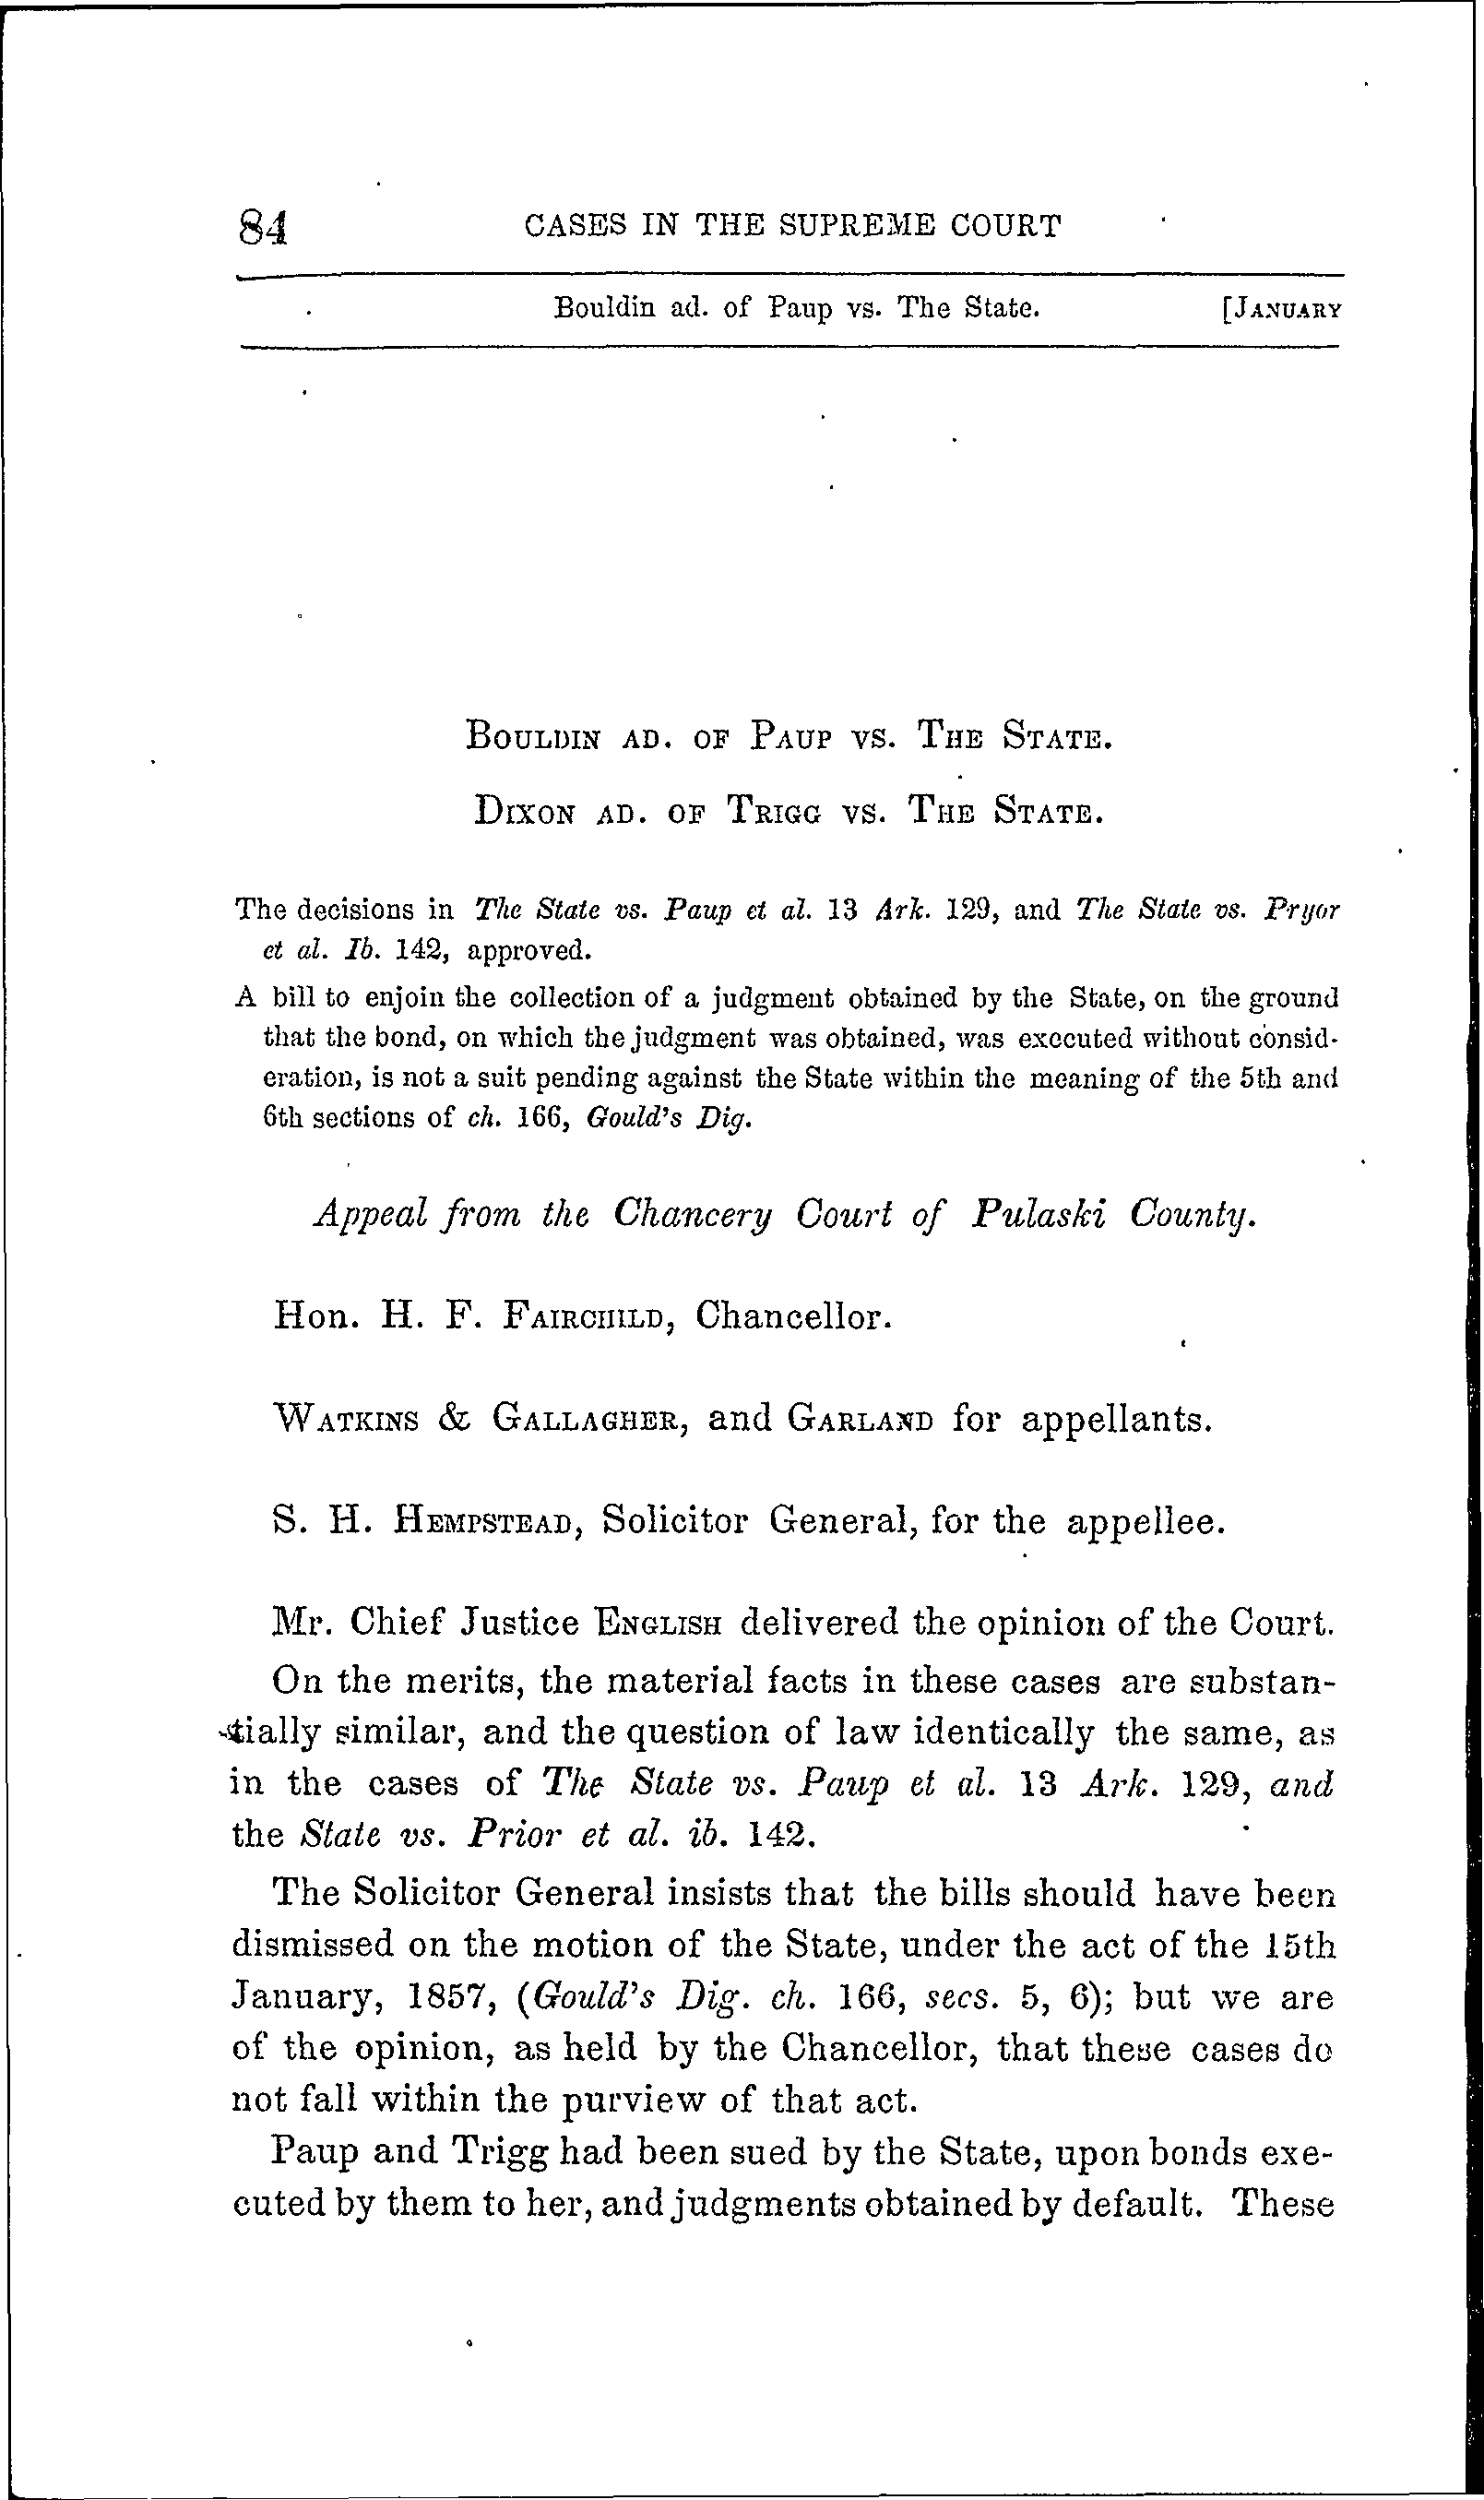 84 CASES IN THE SUPREME COURT
Bouldin ad. of Paup vs. The State. [JANUARY
BOULDIN AD. OF PAUP VS. THE STATE.
DIXON AD. OF TRIGG VS. THE STATE.
The decisions in The State vs. Paup et al. 13 Ark. 129, and The State vs. Pryor
et al. Ib. 142, approved.
A bill to enjoin the collection of a judgment obtained by the State, on the ground
that the bond, on which the judgment was obtained, was executed without consid-
eration, is not a suit pending against the State within the meaning of the 5th and
6th sections of ch. 166, Gould's Dig.
Appeal from the Chancery Court of Pulaski County.
Hon. H. F. FAIRCHILD, Chancellor.
WATKINS & GALLAGHER, and GARLAND for appellants.
S. H. HEMPSTEAD, Solicitor General, for the appellee.
Mr. Chief Justice ENGLISH delivered the opinion of the Court.
On the merits, the material facts in these cases are substan-
tially similar, and the question of law identically the same, as
in the cases of The State vs. Paup et al. 13 Ark. 129, and
the State vs. Prior et al. ib. 142.
The Solicitor General insists that the bills should have been
dismissed on the motion of the State, under the act of the 15th
January, 1857, (Gould's Dig. ch. 166, secs. 5, 6); but we are
of the opinion, as held by the Chancellor, that these cases do
not fall within the purview of that act.
Paup and Trigg had been sued by the State, upon bonds exe-
cuted by them to her, and judgments obtained by default. These